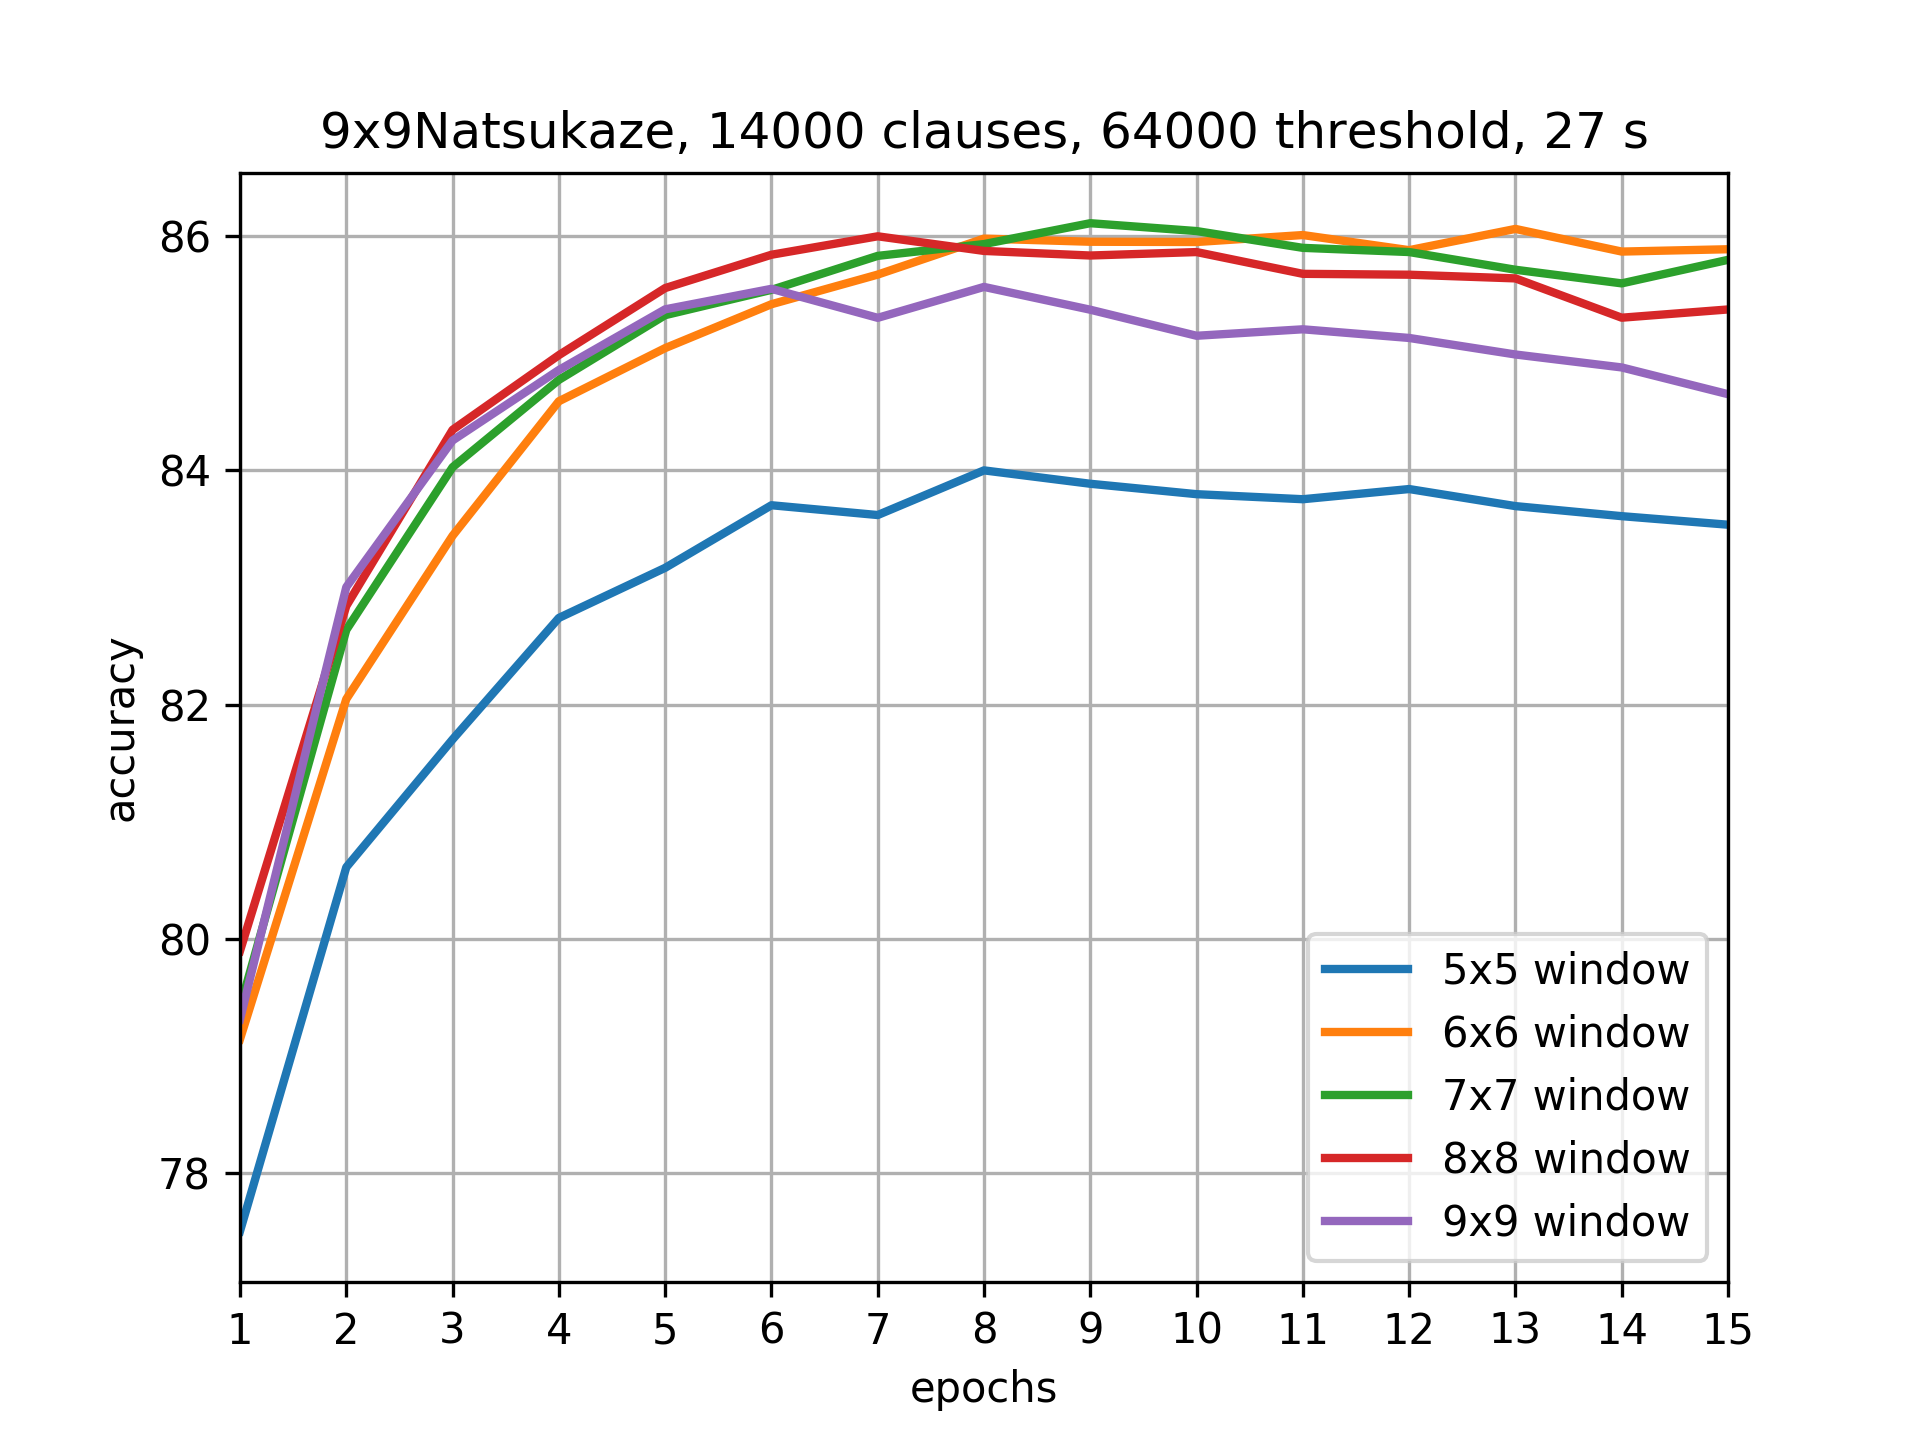 9x9Natsukaze, 14000 clauses, 64000 threshold, 27 s
accuracy
86
84
82
80
78
5x5 window
6x6 window
7x7 window
8x8 window
9x9 window
1 2 3 4 5 6 7 8 9 10 11 12 13 14 15
epochs